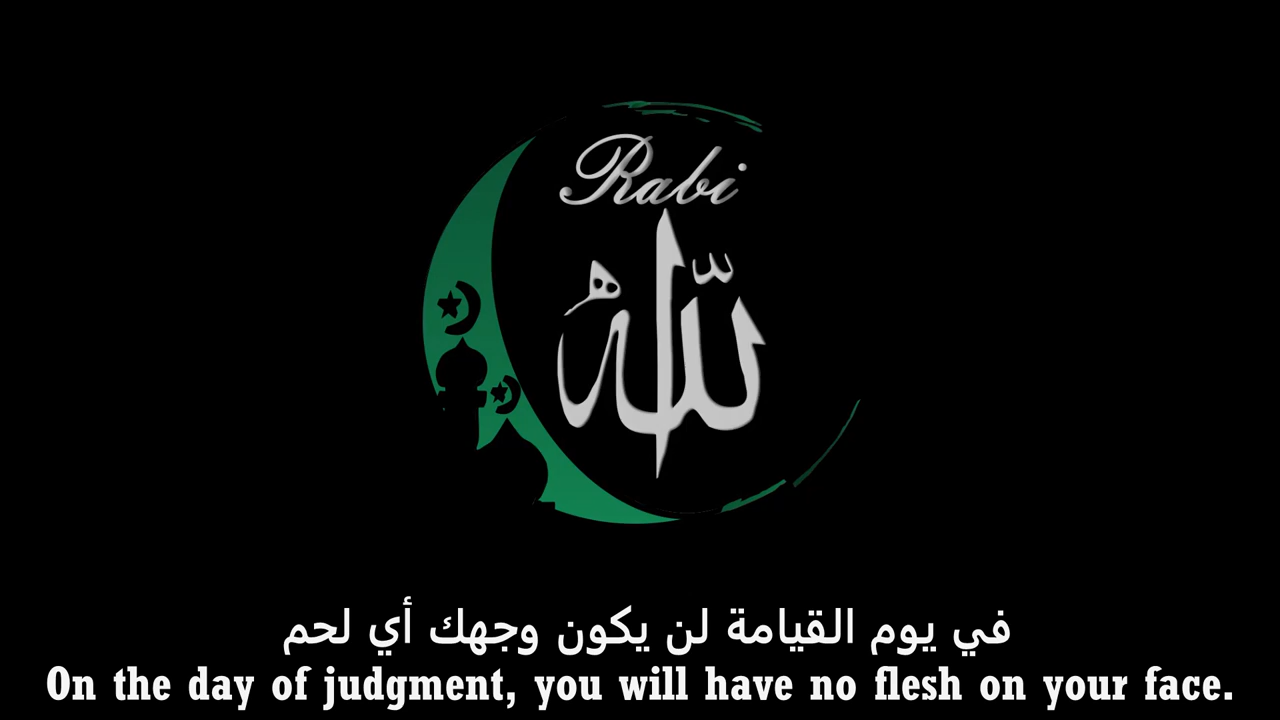 Rabi
الله
في يوم القيامة لن يكون وجهك أي لحم
On the day of judgment, you will have no flesh on your face.